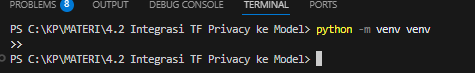 PROBLEMS 8 OUTPUT DEBUG CONSOLE TERMINAL PORTS
PS C:\KP\MATERI\4.2 Integrasi TF Privacy ke Model> python -m venv venv
>>
PS C:\KP\MATERI\4.2 Integrasi TF Privacy ke Model>